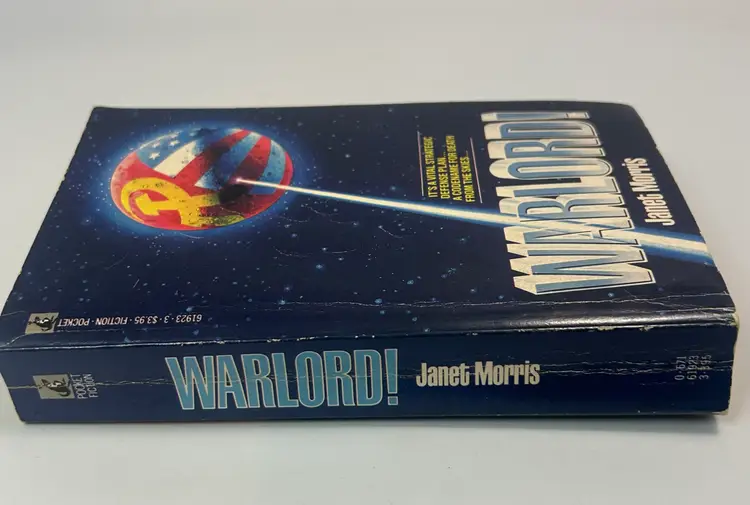 IT'S A VITAL STRATEGIC
DEFENSE PLAN...
A CODENAME FOR DEATH
FROM THE SKIES...
WARLORD!
Janet Morris
61923-3·$3.95·FICTION·POCKET
POCKET
FICTION
WARLORD!
Janet Morris
0-671
61923
3-395